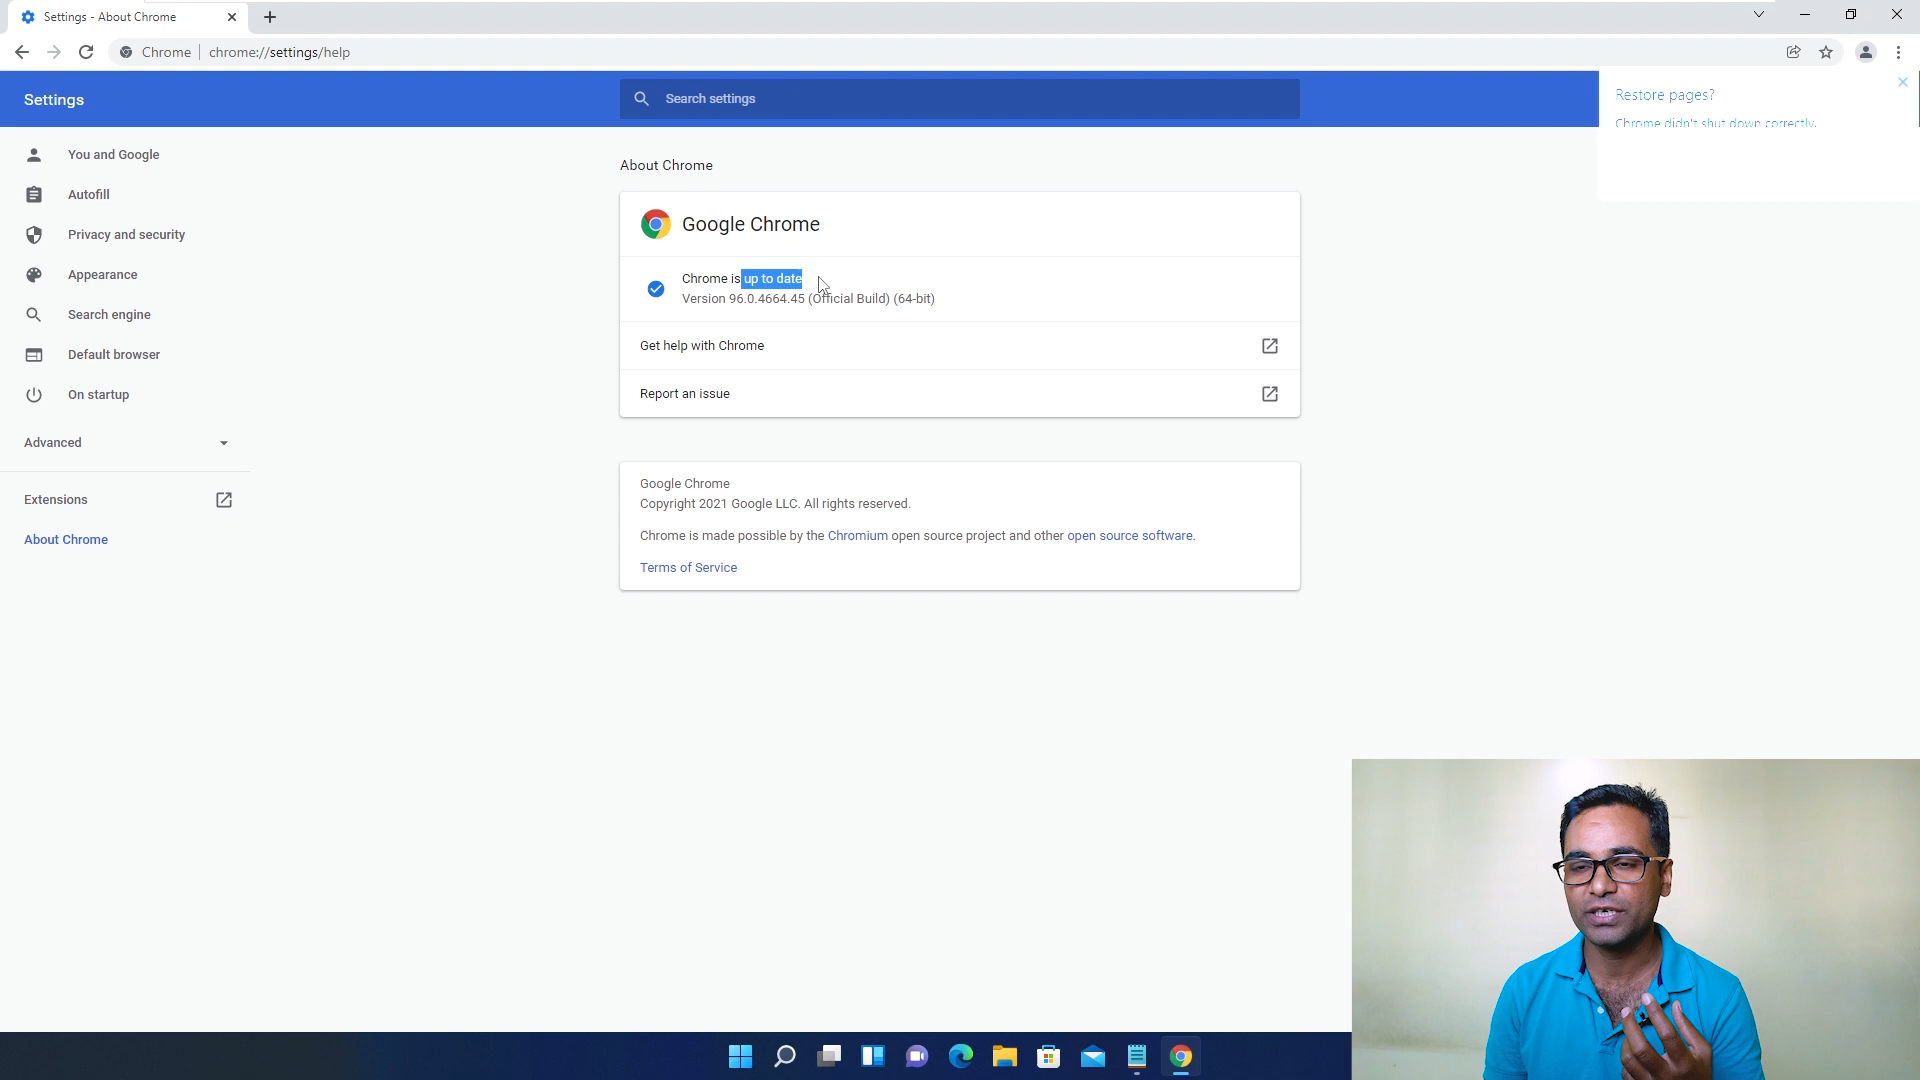 Settings - About Chrome
Chrome
chrome://settings/help
Settings
Search settings
Restore pages?
Chrome didn't shut down correctly.
You and Google
Autofill
Privacy and security
Appearance
Search engine
Default browser
On startup
Advanced
Extensions
About Chrome
About Chrome
Google Chrome
Chrome is up to date
Version 96.0.4664.45 (Official Build) (64-bit)
Get help with Chrome
Report an issue
Google Chrome
Copyright 2021 Google LLC. All rights reserved.
Chrome is made possible by the Chromium open source project and other open source software.
Terms of Service